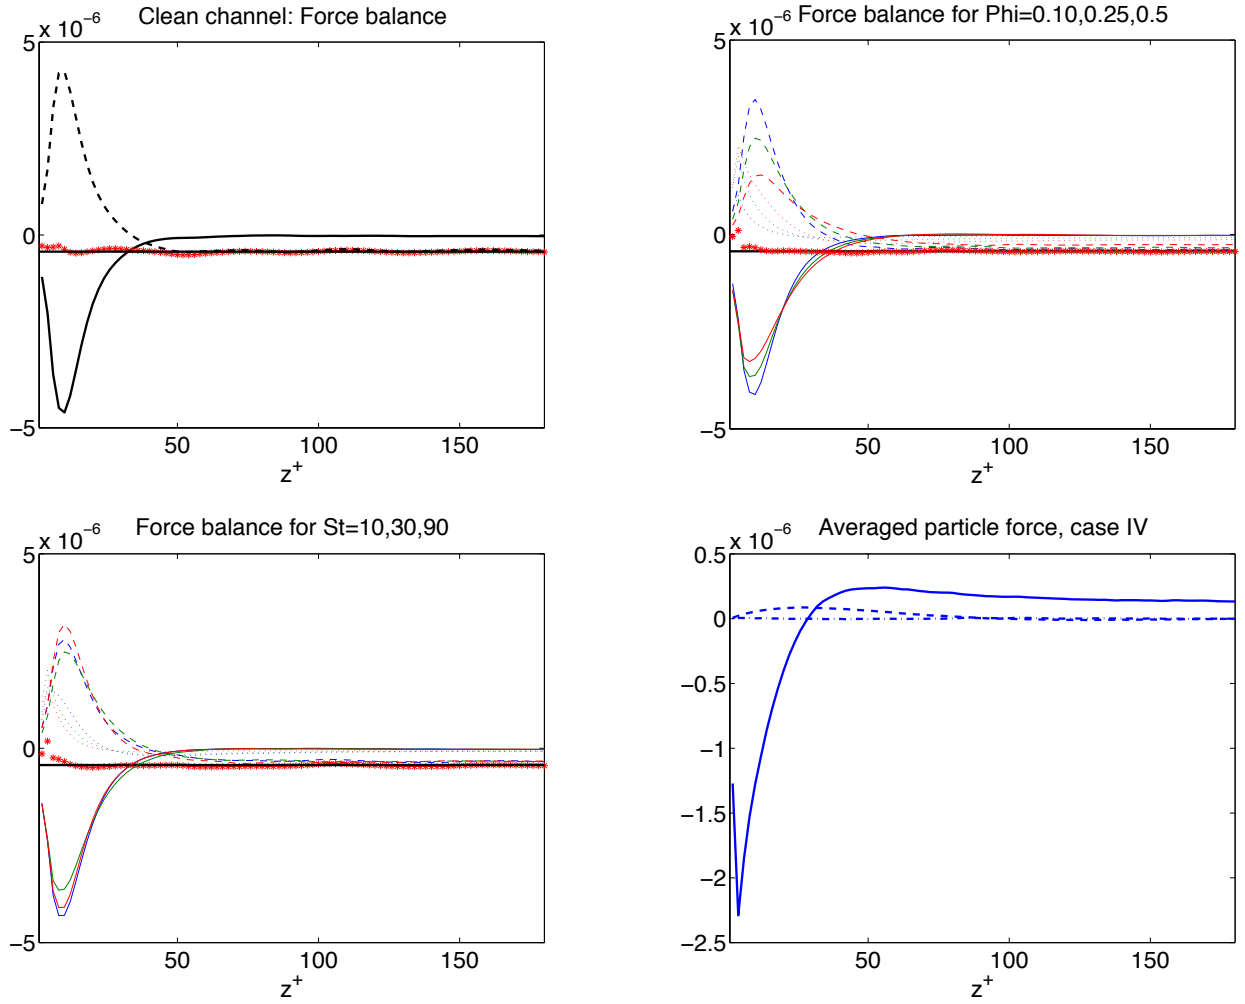 Clean channel: Force balance
5 x 10^-6
0
-5
50 100 150
z^+
Force balance for Phi=0.10,0.25,0.5
5 x 10^-6
0
-5
50 100 150
z^+
Force balance for St=10,30,90
5 x 10^-6
0
-5
50 100 150
z^+
Averaged particle force, case IV
0.5 x 10^-6
0
-0.5
-1
-1.5
-2
-2.5
50 100 150
z^+